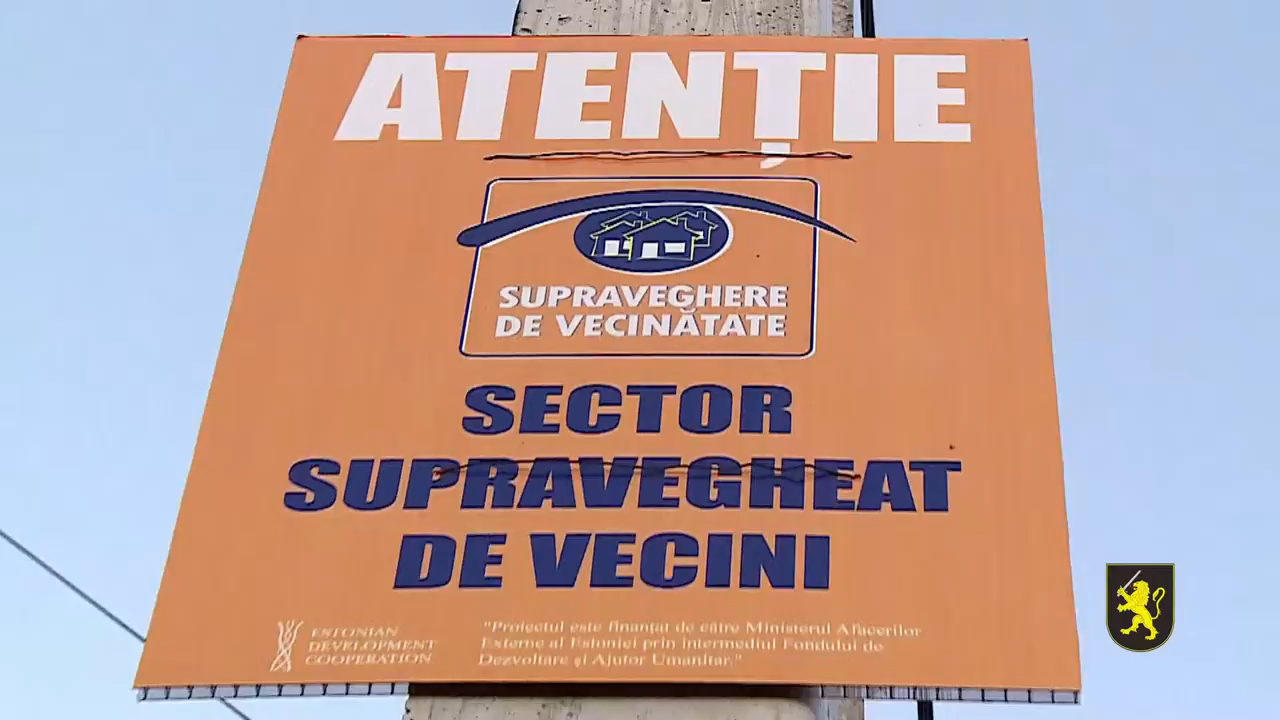 ATENȚIE
SUPRAVEGHERE
DE VECINĂTATE
SECTOR
SUPRAVEGHEAT
DE VECINI
ESTONIAN
DEVELOPMENT
COOPERATION
"Proiectul este finanțat de către Ministerul Afacerilor
Externe al Estoniei prin intermediul Fondului de
Dezvoltare și Ajutor Umanitar."